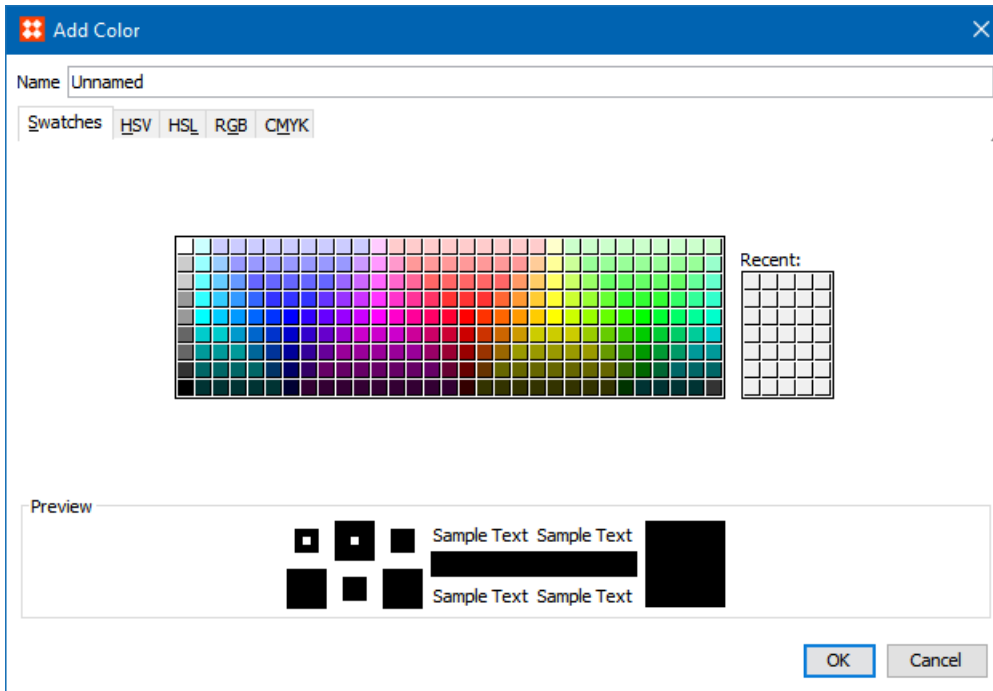 Add Color
Name Unnamed
Swatches HSV HSL RGB CMYK
Recent:
Preview
Sample Text Sample Text
Sample Text Sample Text
OK Cancel